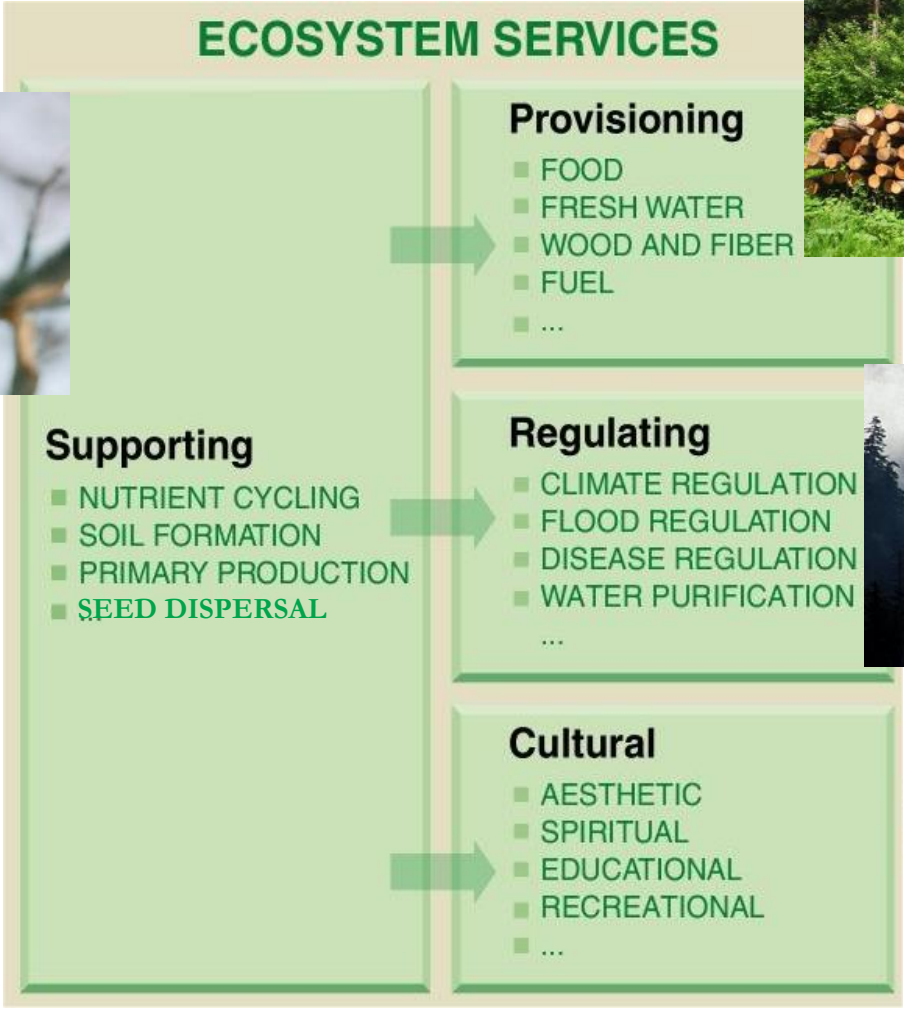 ECOSYSTEM SERVICES
Supporting
NUTRIENT CYCLING
SOIL FORMATION
PRIMARY PRODUCTION
SEED DISPERSAL
...
Provisioning
FOOD
FRESH WATER
WOOD AND FIBER
FUEL
...
Regulating
CLIMATE REGULATION
FLOOD REGULATION
DISEASE REGULATION
WATER PURIFICATION
...
Cultural
AESTHETIC
SPIRITUAL
EDUCATIONAL
RECREATIONAL
...